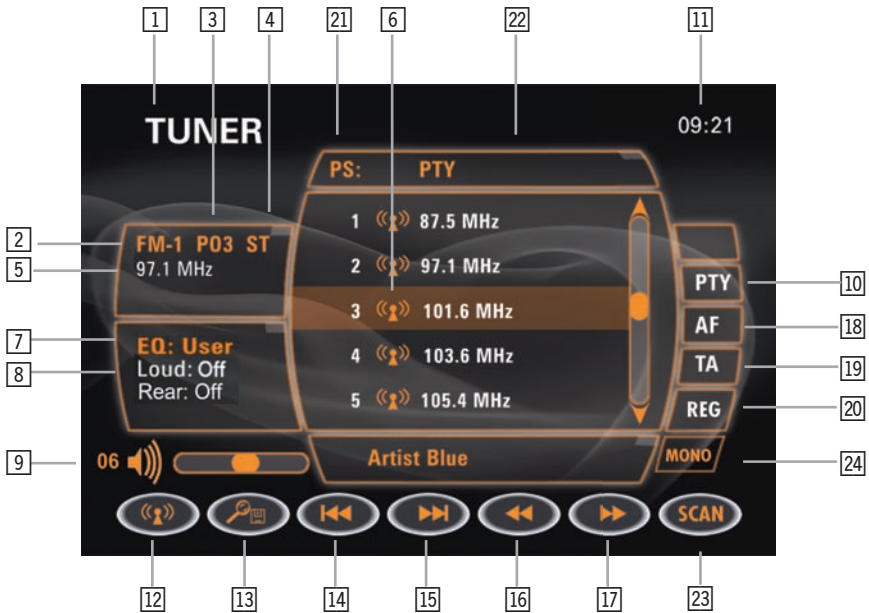 1 3 4 21 6 22 11
TUNER 09:21
PS: PTY
2 FM-1 P03 ST
5 97.1 MHz
1 87.5 MHz
2 97.1 MHz
3 101.6 MHz
4 103.6 MHz
5 105.4 MHz
PTY 10
AF 18
TA 19
REG 20
7 EQ: User
8 Loud: Off
Rear: Off
9 06
Artist Blue
MONO 24
SCAN
12 13 14 15 16 17 23